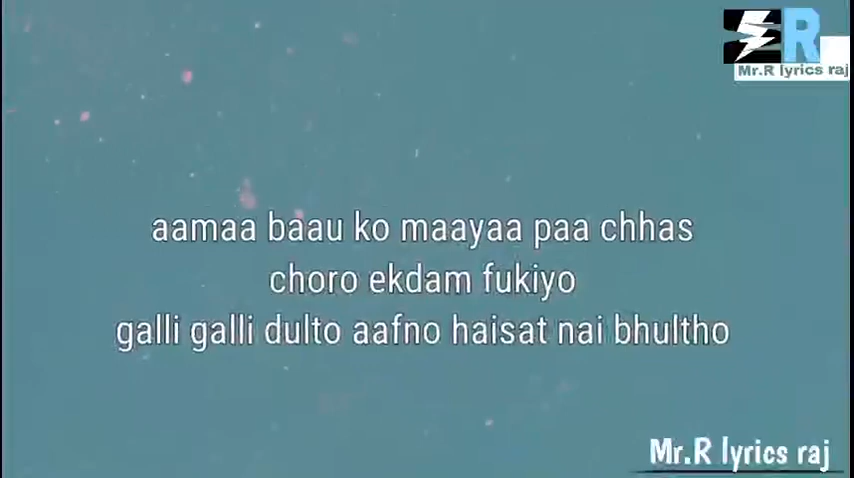 ER
Mr.R lyrics raj
aamaa baau ko maayaa paa chhas
choro ekdam fukiyo
galli galli dulto aafno haisat nai bhultho
Mr.R lyrics raj